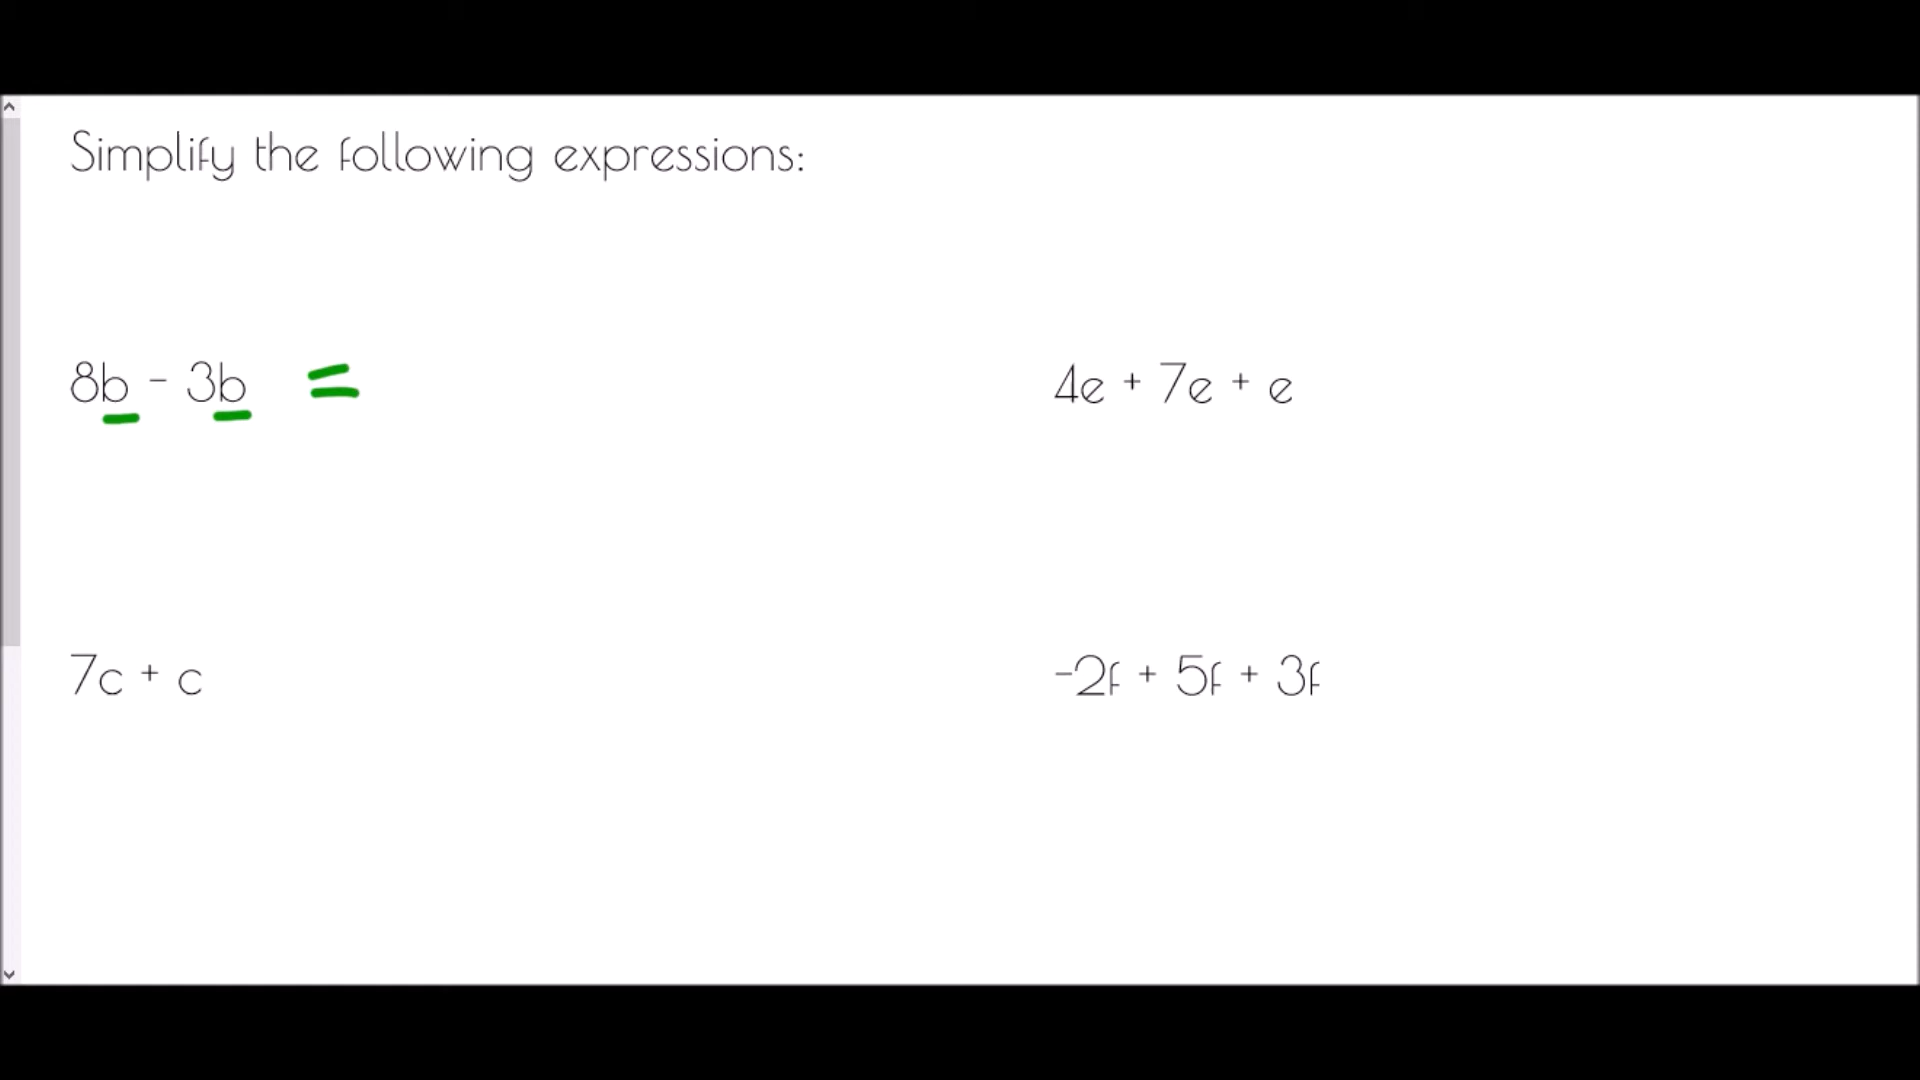 Simplify the following expressions:
8b - 3b =
4e + 7e + e
7c + c
-2f + 5f + 3f